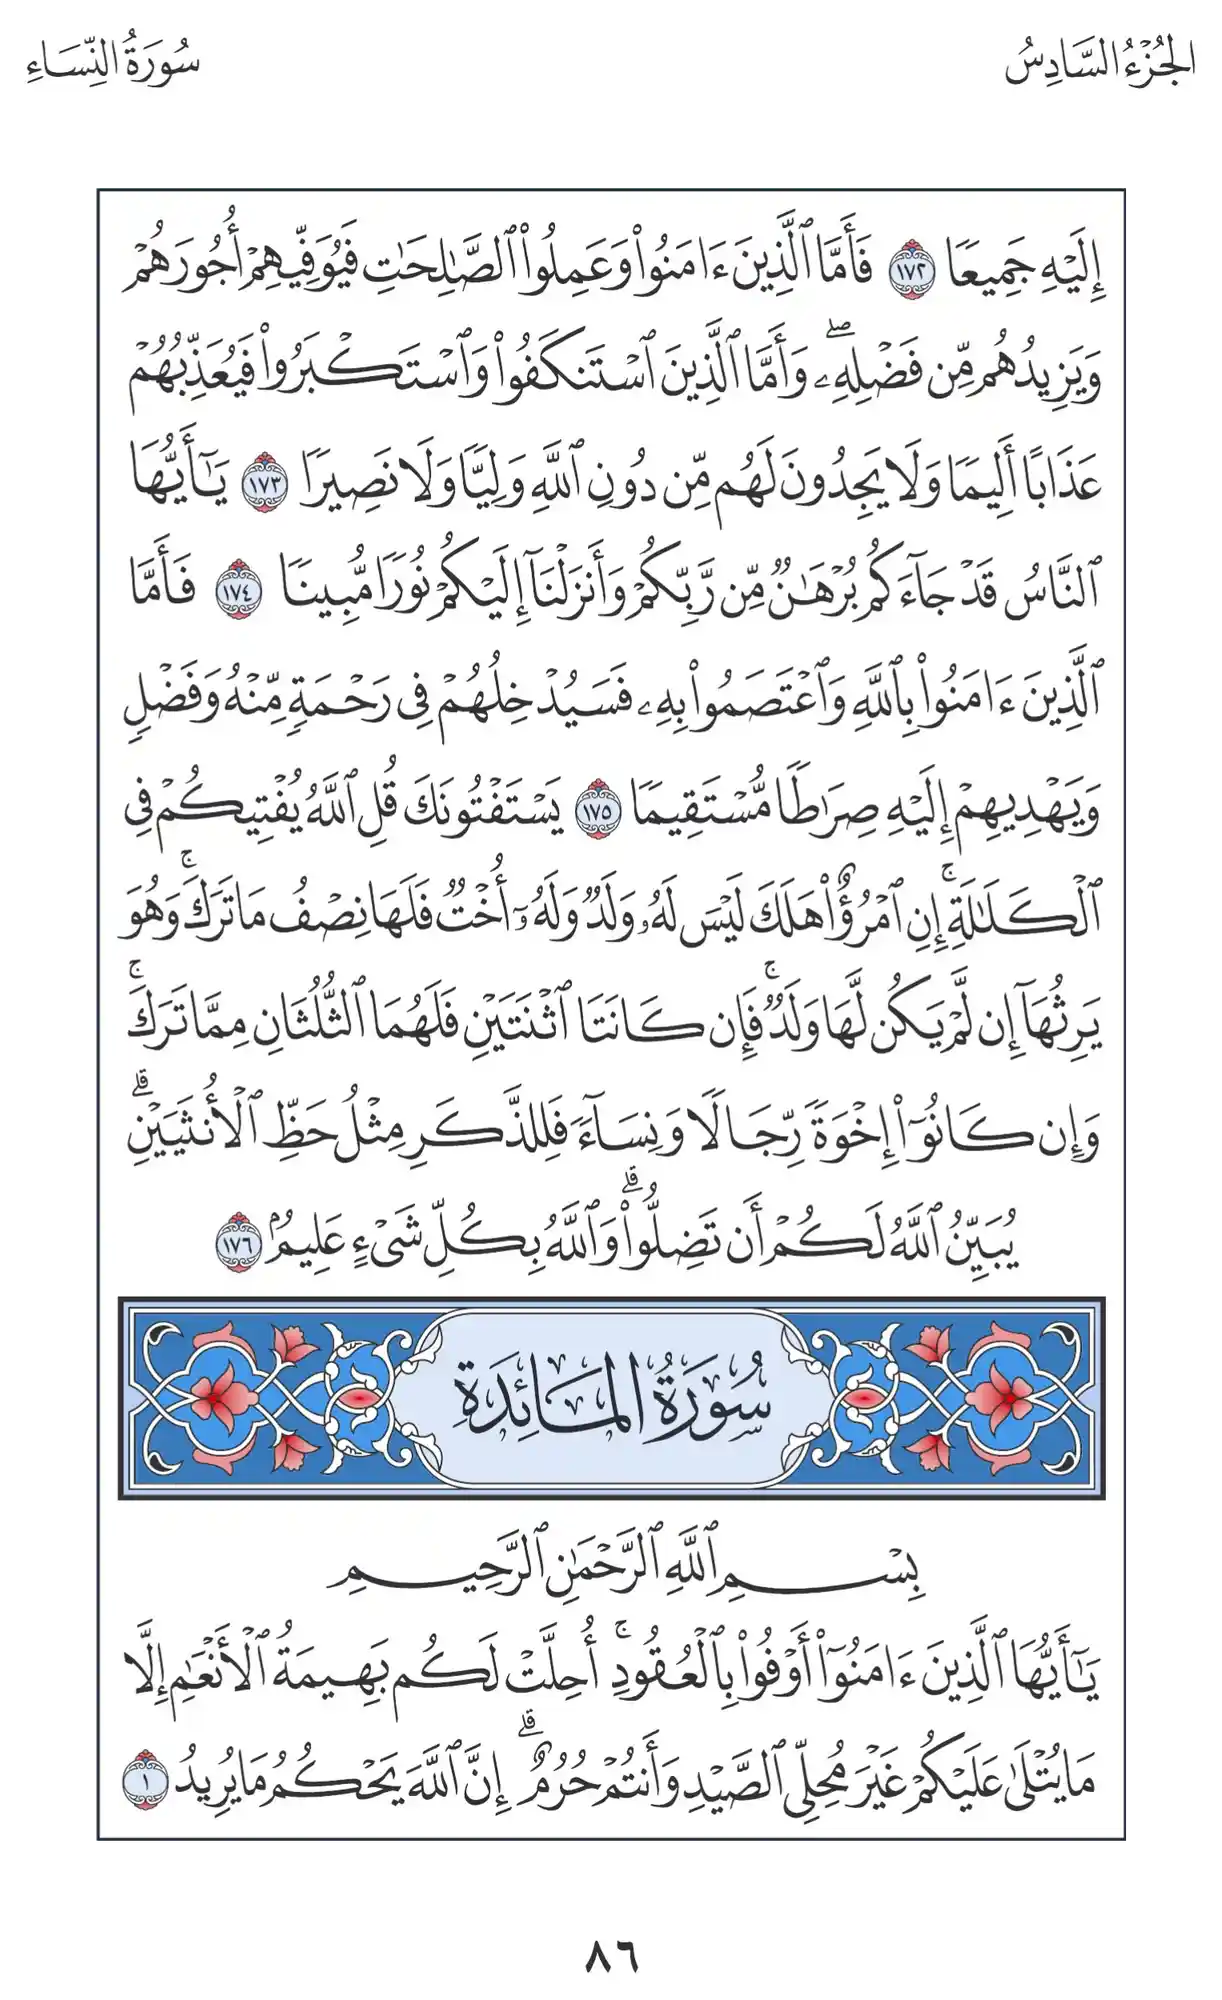 الجُزْءُ السَّادِسُ
سُورَةُ النِّسَاءِ
إِلَيْهِ جَمِيعًا ١٧٢ فَأَمَّا ٱلَّذِينَ ءَامَنُوا۟ وَعَمِلُوا۟ ٱلصَّٰلِحَٰتِ فَيُوَفِّيهِمْ أُجُورَهُمْ
وَيَزِيدُهُم مِّن فَضْلِهِۦ ۖ وَأَمَّا ٱلَّذِينَ ٱسْتَنكَفُوا۟ وَٱسْتَكْبَرُوا۟ فَيُعَذِّبُهُمْ
عَذَابًا أَلِيمًا وَلَا يَجِدُونَ لَهُم مِّن دُونِ ٱللَّهِ وَلِيًّا وَلَا نَصِيرًا ١٧٣ يَٰٓأَيُّهَا
ٱلنَّاسُ قَدْ جَآءَكُم بُرْهَٰنٌ مِّن رَّبِّكُمْ وَأَنزَلْنَآ إِلَيْكُمْ نُورًا مُّبِينًا ١٧٤ فَأَمَّا
ٱلَّذِينَ ءَامَنُوا۟ بِٱللَّهِ وَٱعْتَصَمُوا۟ بِهِۦ فَسَيُدْخِلُهُمْ فِى رَحْمَةٍ مِّنْهُ وَفَضْلٍ
وَيَهْدِيهِمْ إِلَيْهِ صِرَٰطًا مُّسْتَقِيمًا ١٧٥ يَسْتَفْتُونَكَ قُلِ ٱللَّهُ يُفْتِيكُمْ فِى
ٱلْكَلَٰلَةِ ۚ إِنِ ٱمْرُؤٌا۟ هَلَكَ لَيْسَ لَهُۥ وَلَدٌ وَلَهُۥٓ أُخْتٌ فَلَهَا نِصْفُ مَا تَرَكَ ۚ وَهُوَ
يَرِثُهَآ إِن لَّمْ يَكُن لَّهَا وَلَدٌ ۚ فَإِن كَانَتَا ٱثْنَتَيْنِ فَلَهُمَا ٱلثُّلُثَانِ مِمَّا تَرَكَ ۚ
وَإِن كَانُوٓا۟ إِخْوَةً رِّجَالًا وَنِسَآءً فَلِلذَّكَرِ مِثْلُ حَظِّ ٱلْأُنثَيَيْنِ ۗ
يُبَيِّنُ ٱللَّهُ لَكُمْ أَن تَضِلُّوا۟ ۗ وَٱللَّهُ بِكُلِّ شَىْءٍ عَلِيمٌۢ ١٧٦
سُورَةُ المَائِدَةِ
بِسْمِ ٱللَّهِ ٱلرَّحْمَٰنِ ٱلرَّحِيمِ
يَٰٓأَيُّهَا ٱلَّذِينَ ءَامَنُوٓا۟ أَوْفُوا۟ بِٱلْعُقُودِ ۚ أُحِلَّتْ لَكُم بَهِيمَةُ ٱلْأَنْعَٰمِ إِلَّا
مَا يُتْلَىٰ عَلَيْكُمْ غَيْرَ مُحِلِّى ٱلصَّيْدِ وَأَنتُمْ حُرُمٌ ۗ إِنَّ ٱللَّهَ يَحْكُمُ مَا يُرِيدُ ١
٨٦